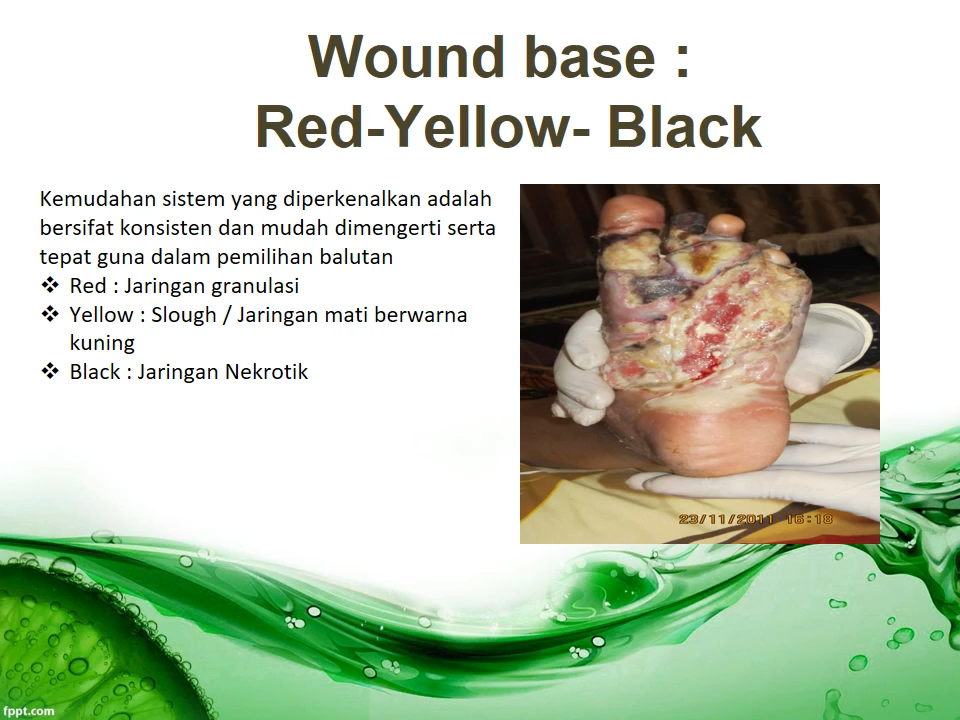 Wound base :
Red-Yellow- Black
Kemudahan sistem yang diperkenalkan adalah
bersifat konsisten dan mudah dimengerti serta
tepat guna dalam pemilihan balutan
❖ Red : Jaringan granulasi
❖ Yellow : Slough / Jaringan mati berwarna
kuning
❖ Black : Jaringan Nekrotik
23/11/2011 16:18
fppt.com